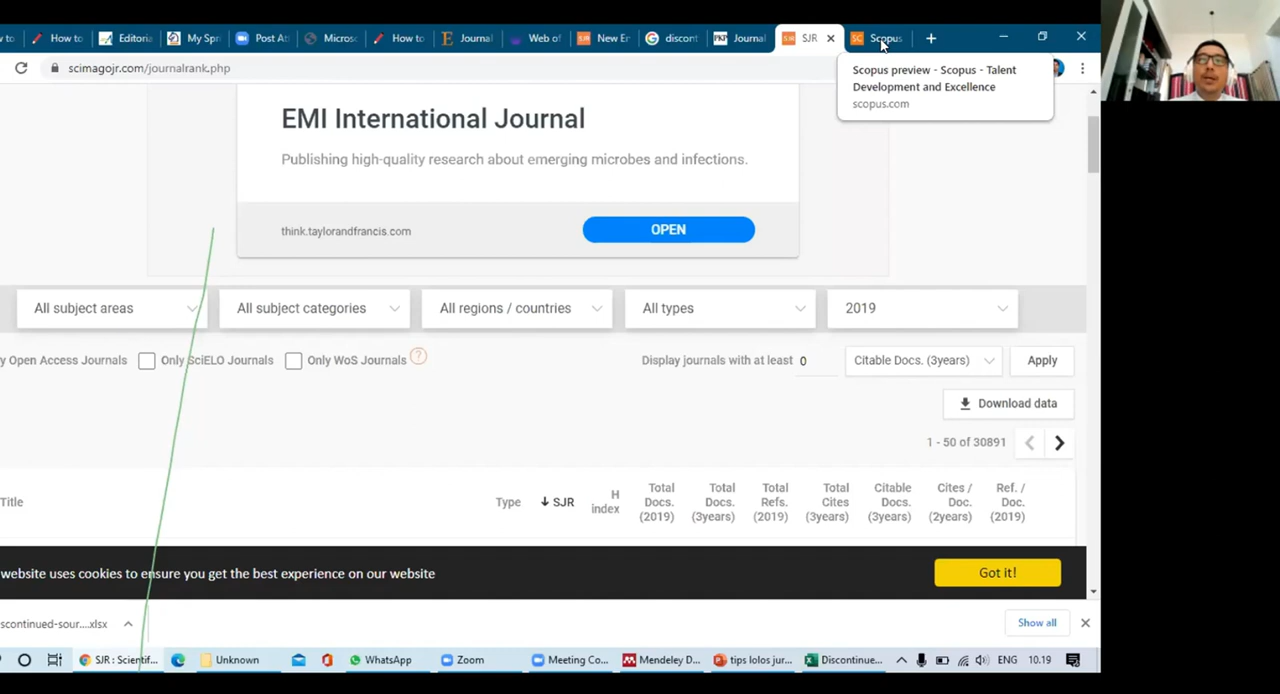 w to
How to
Editoria
My Spri
Post At
Microsc
How to
Journal
Web of
New Er
discont
Journal
SJR
Scopus
scimagojr.com/journalrank.php
Scopus preview - Scopus - Talent
Development and Excellence
scopus.com
EMI International Journal
Publishing high-quality research about emerging microbes and infections.
think.taylorandfrancis.com
OPEN
All subject areas
All subject categories
All regions / countries
All types
2019
y Open Access Journals
Only SciELO Journals
Only WoS Journals
?
Display journals with at least 0
Citable Docs. (3years)
Apply
Download data
1 - 50 of 30891
Title
Type
SJR
H
index
Total
Docs.
(2019)
Total
Docs.
(3years)
Total
Refs.
(2019)
Total
Cites
(3years)
Citable
Docs.
(3years)
Cites /
Doc.
(2years)
Ref. /
Doc.
(2019)
website uses cookies to ensure you get the best experience on our website
Got it!
scontinued-sour....xlsx
Show all
SJR : Scientif...
Unknown
WhatsApp
Zoom
Meeting Co...
Mendeley D...
tips lolos jur...
Discontinue...
ENG
10.19